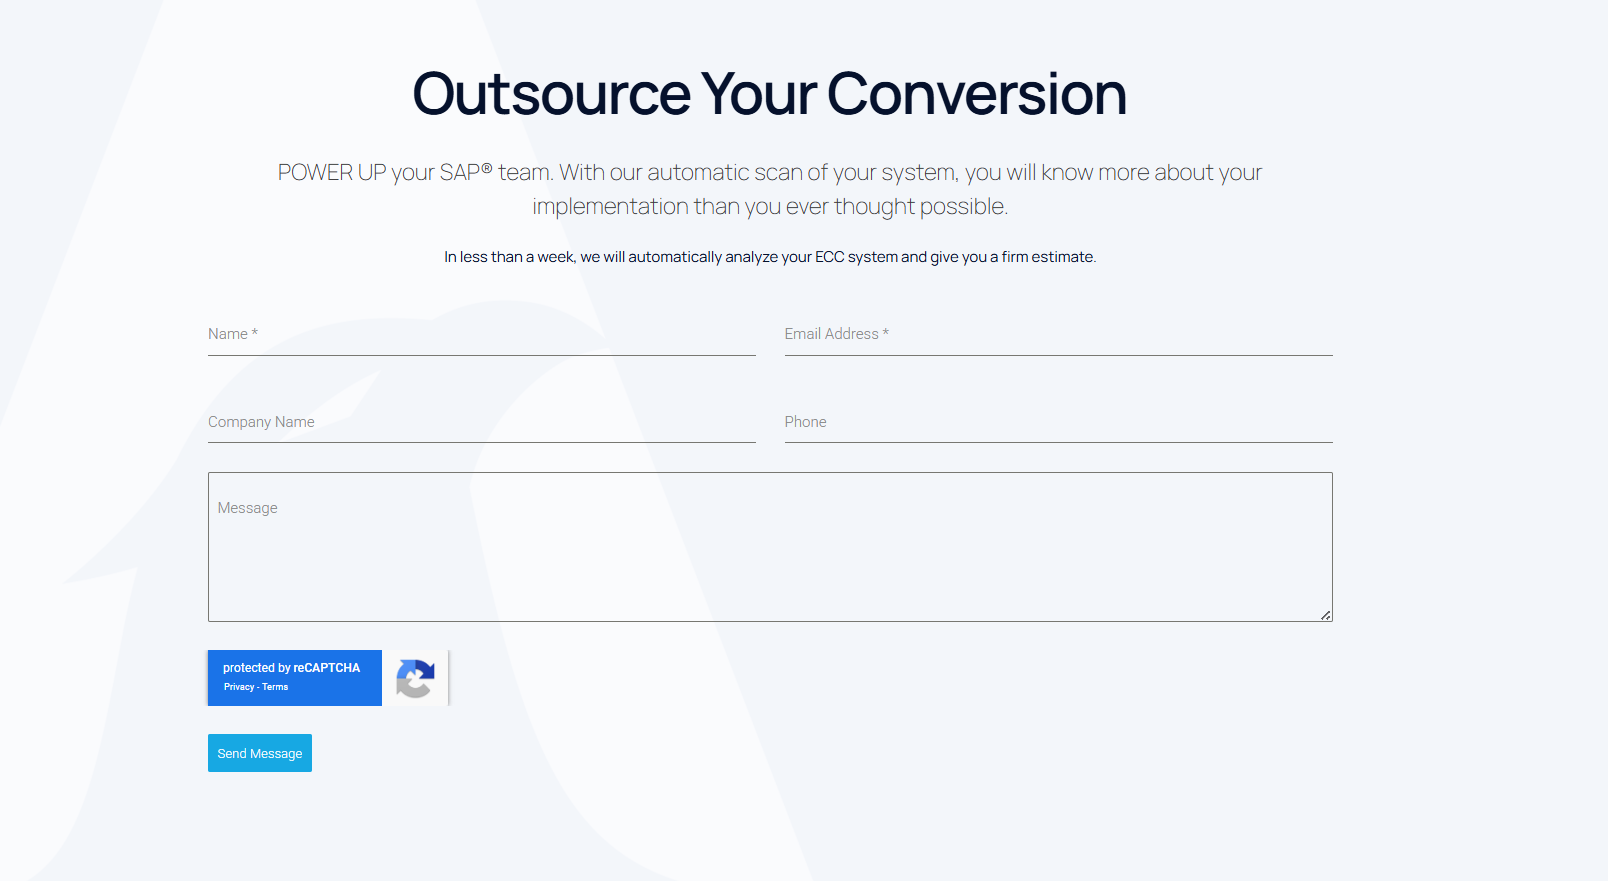 Outsource Your Conversion
POWER UP your SAP® team. With our automatic scan of your system, you will know more about your
implementation than you ever thought possible.
In less than a week, we will automatically analyze your ECC system and give you a firm estimate.
Name *
Email Address *
Company Name
Phone
Message
protected by reCAPTCHA
Privacy - Terms
Send Message